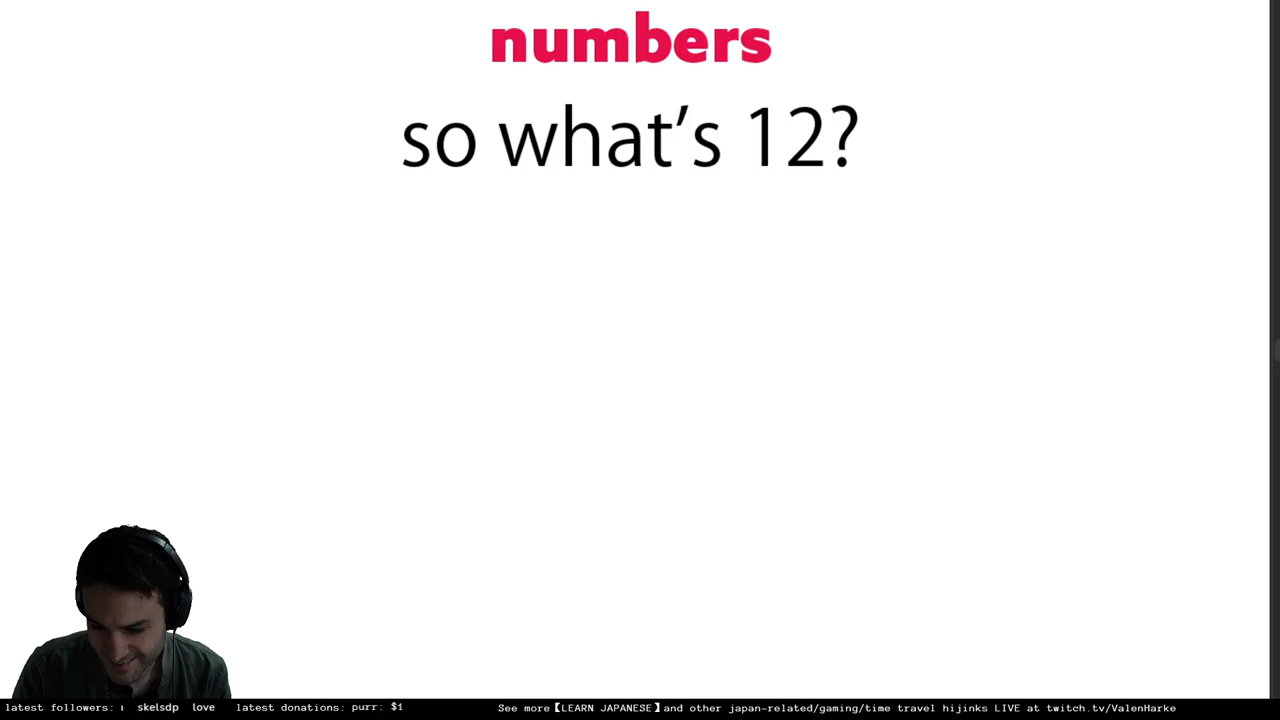 numbers
so what's 12?
latest followers: skelsdp love latest donations: purr: $1 See more【LEARN JAPANESE】and other japan-related/gaming/time travel hijinks LIVE at twitch.tv/ValenHarke